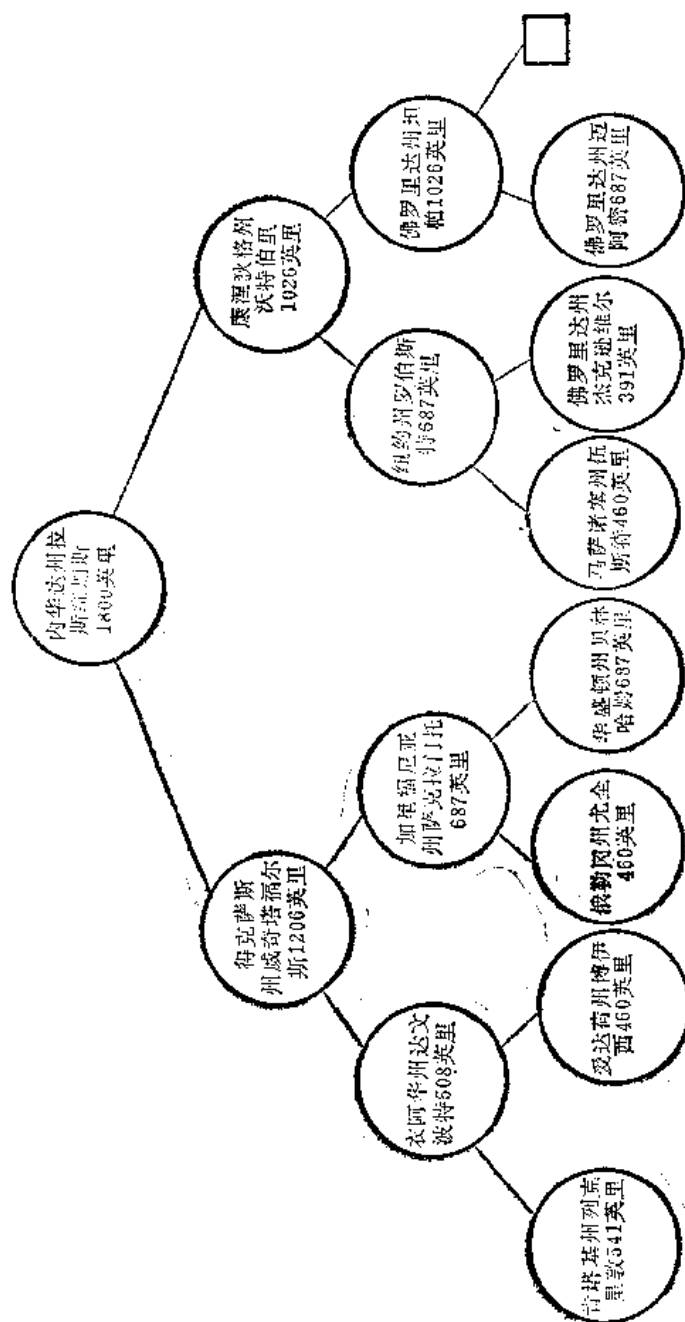 内华达州拉
斯维加斯
1800英里
得克萨斯
州威奇塔福尔
斯1206英里
康涅狄格州
沃特伯里
1026英里
衣阿华州达文
波特608英里
加里福尼亚
州萨克拉门托
687英里
纽约州罗伯斯
特687英里
佛罗里达州坦
帕1026英里
肯塔基州列克
星敦541英里
爱达荷州博伊
西460英里
俄勒冈州尤金
460英里
华盛顿州贝林
哈姆687英里
马萨诸塞州伍
斯特460英里
佛罗里达州
杰克逊维尔
391英里
佛罗里达州迈
阿密687英里